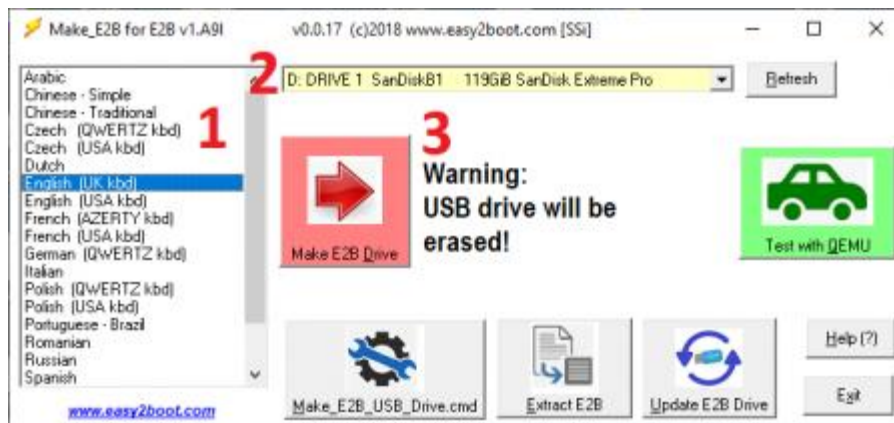 Make_E2B for E2B v1.A9I v0.0.17 (c)2018 www.easy2boot.com [SSi]
Arabic
Chinese - Simple
Chinese - Traditional
Czech (QWERTZ kbd)
Czech (USA kbd)
Dutch
English (UK kbd)
English (USA kbd)
French (AZERTY kbd)
French (USA kbd)
German (QWERTZ kbd)
Italian
Polish (QWERTZ kbd)
Polish (USA kbd)
Portuguese - Brazil
Romanian
Russian
Spanish
1
www.easy2boot.com
2
D: DRIVE 1 SanDiskB1 119GiB SanDisk Extreme Pro
Refresh
3
Make E2B Drive
Warning:
USB drive will be
erased!
Test with QEMU
Make_E2B_USB_Drive.cmd
Extract E2B
Update E2B Drive
Help (?)
Exit